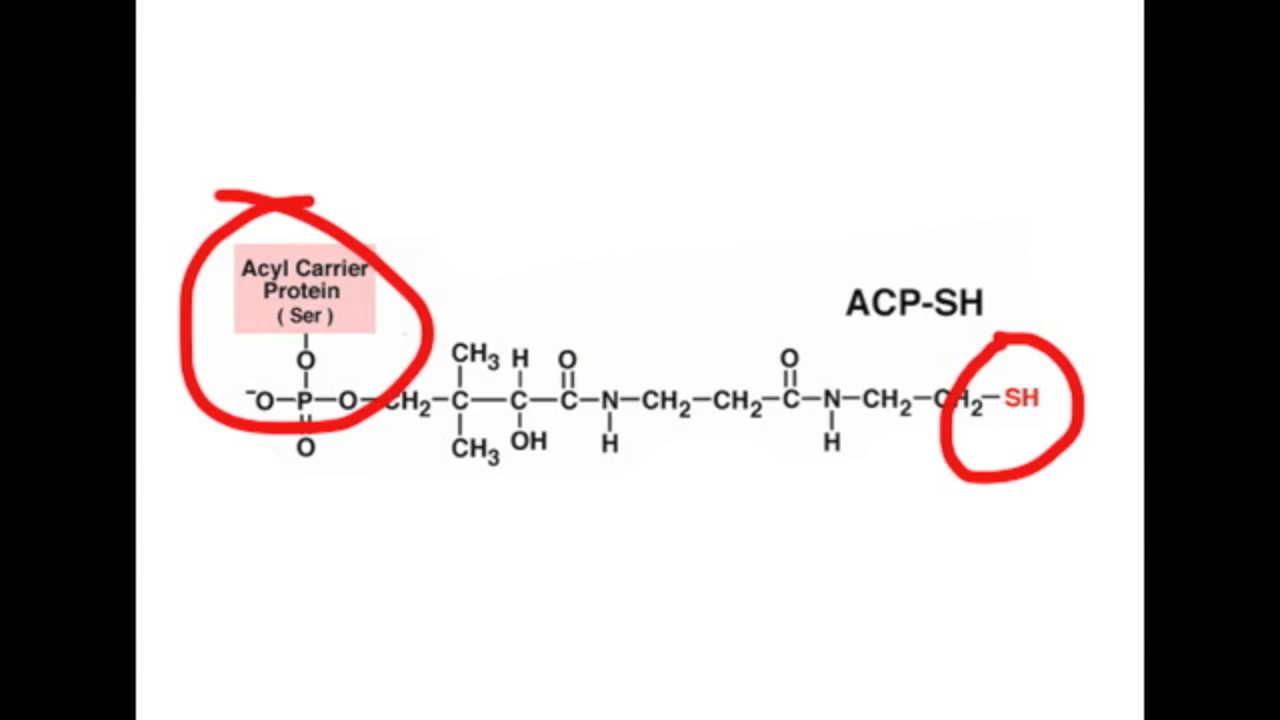 Acyl Carrier
Protein
( Ser )
ACP-SH
O
CH₃ H O O
⁻O–P–O–CH₂–C–C–C–N–CH₂–CH₂–C–N–CH₂–CH₂–SH
O CH₃ OH H H